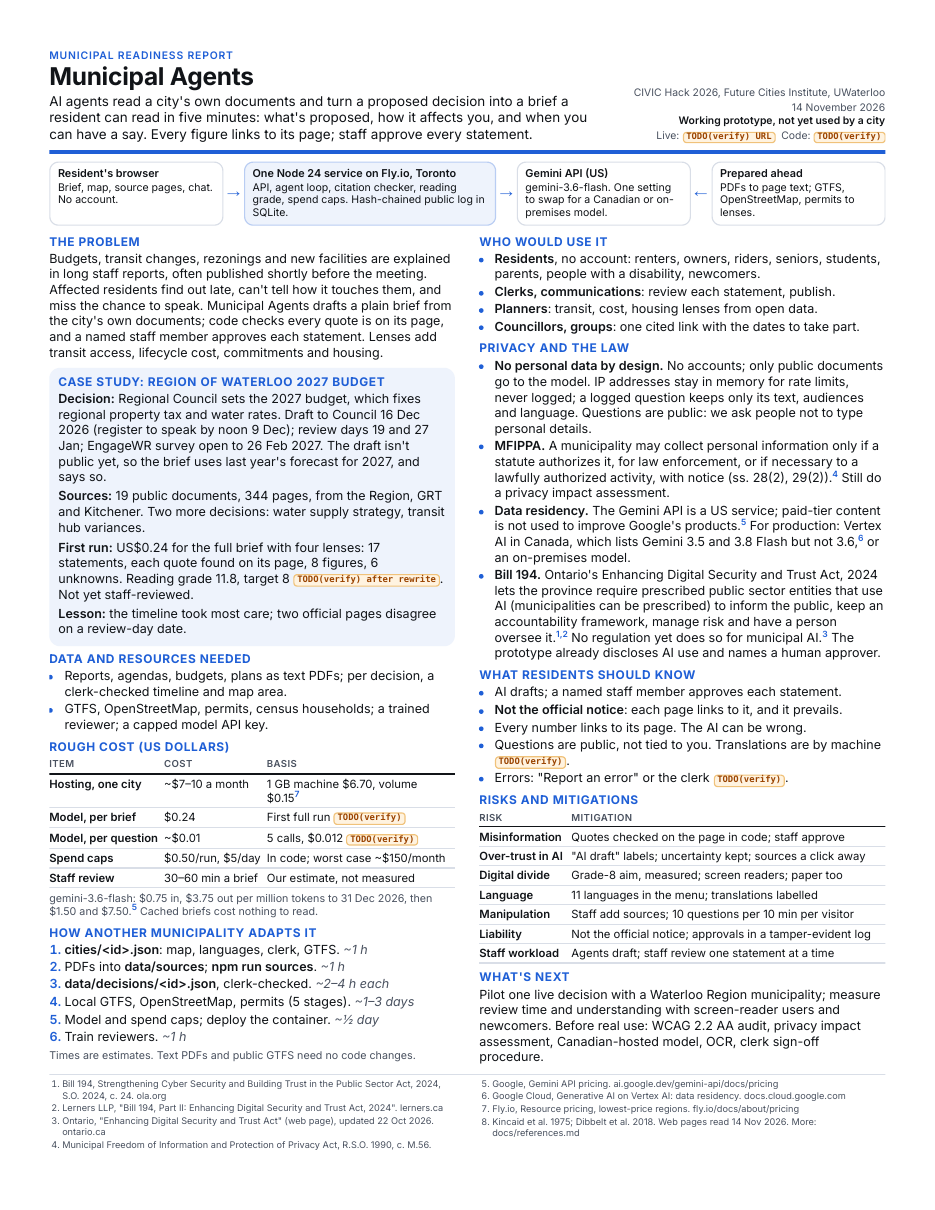 MUNICIPAL READINESS REPORT
Municipal Agents
AI agents read a city's own documents and turn a proposed decision into a brief a
resident can read in five minutes: what's proposed, how it affects you, and when you
can have a say. Every figure links to its page; staff approve every statement.
CIVIC Hack 2026, Future Cities Institute, UWaterloo
14 November 2026
Working prototype, not yet used by a city
Live: TODO(verify) URL Code: TODO(verify)
Resident's browser
Brief, map, source pages, chat.
No account.
→
One Node 24 service on Fly.io, Toronto
API, agent loop, citation checker, reading
grade, spend caps. Hash-chained public log in
SQLite.
→
Gemini API (US)
gemini-3.6-flash. One setting
to swap for a Canadian or on-
premises model.
←
Prepared ahead
PDFs to page text; GTFS,
OpenStreetMap, permits to
lenses.
THE PROBLEM
Budgets, transit changes, rezonings and new facilities are explained
in long staff reports, often published shortly before the meeting.
Affected residents find out late, can't tell how it touches them, and
miss the chance to speak. Municipal Agents drafts a plain brief from
the city's own documents; code checks every quote is on its page,
and a named staff member approves each statement. Lenses add
transit access, lifecycle cost, commitments and housing.
CASE STUDY: REGION OF WATERLOO 2027 BUDGET
Decision: Regional Council sets the 2027 budget, which fixes
regional property tax and water rates. Draft to Council 16 Dec
2026 (register to speak by noon 9 Dec); review days 19 and 27
Jan; EngageWR survey open to 26 Feb 2027. The draft isn't
public yet, so the brief uses last year's forecast for 2027, and
says so.
Sources: 19 public documents, 344 pages, from the Region, GRT
and Kitchener. Two more decisions: water supply strategy, transit
hub variances.
First run: US$0.24 for the full brief with four lenses: 17
statements, each quote found on its page, 8 figures, 6
unknowns. Reading grade 11.8, target 8 TODO(verify) after rewrite.
Not yet staff-reviewed.
Lesson: the timeline took most care; two official pages disagree
on a review-day date.
DATA AND RESOURCES NEEDED
• Reports, agendas, budgets, plans as text PDFs; per decision, a
clerk-checked timeline and map area.
• GTFS, OpenStreetMap, permits, census households; a trained
reviewer; a capped model API key.
ROUGH COST (US DOLLARS)
ITEM COST BASIS
Hosting, one city ~$7–10 a month 1 GB machine $6.70, volume
$0.15⁷
Model, per brief $0.24 First full run TODO(verify)
Model, per question ~$0.01 5 calls, $0.012 TODO(verify)
Spend caps $0.50/run, $5/day In code; worst case ~$150/month
Staff review 30–60 min a brief Our estimate, not measured
gemini-3.6-flash: $0.75 in, $3.75 out per million tokens to 31 Dec 2026, then
$1.50 and $7.50.⁵ Cached briefs cost nothing to read.
HOW ANOTHER MUNICIPALITY ADAPTS IT
1. cities/<id>.json: map, languages, clerk, GTFS. ~1 h
2. PDFs into data/sources; npm run sources. ~1 h
3. data/decisions/<id>.json, clerk-checked. ~2–4 h each
4. Local GTFS, OpenStreetMap, permits (5 stages). ~1–3 days
5. Model and spend caps; deploy the container. ~½ day
6. Train reviewers. ~1 h
Times are estimates. Text PDFs and public GTFS need no code changes.
WHO WOULD USE IT
• Residents, no account: renters, owners, riders, seniors, students,
parents, people with a disability, newcomers.
• Clerks, communications: review each statement, publish.
• Planners: transit, cost, housing lenses from open data.
• Councillors, groups: one cited link with the dates to take part.
PRIVACY AND THE LAW
• No personal data by design. No accounts; only public documents
go to the model. IP addresses stay in memory for rate limits,
never logged; a logged question keeps only its text, audiences
and language. Questions are public: we ask people not to type
personal details.
• MFIPPA. A municipality may collect personal information only if a
statute authorizes it, for law enforcement, or if necessary to a
lawfully authorized activity, with notice (ss. 28(2), 29(2)).⁴ Still do
a privacy impact assessment.
• Data residency. The Gemini API is a US service; paid-tier content
is not used to improve Google's products.⁵ For production: Vertex
AI in Canada, which lists Gemini 3.5 and 3.8 Flash but not 3.6,⁶ or
an on-premises model.
• Bill 194. Ontario's Enhancing Digital Security and Trust Act, 2024
lets the province require prescribed public sector entities that use
AI (municipalities can be prescribed) to inform the public, keep an
accountability framework, manage risk and have a person
oversee it.¹,² No regulation yet does so for municipal AI.³ The
prototype already discloses AI use and names a human approver.
WHAT RESIDENTS SHOULD KNOW
• AI drafts; a named staff member approves each statement.
• Not the official notice: each page links to it, and it prevails.
• Every number links to its page. The AI can be wrong.
• Questions are public, not tied to you. Translations are by machine
TODO(verify).
• Errors: "Report an error" or the clerk TODO(verify).
RISKS AND MITIGATIONS
RISK MITIGATION
Misinformation Quotes checked on the page in code; staff approve
Over-trust in AI "AI draft" labels; uncertainty kept; sources a click away
Digital divide Grade-8 aim, measured; screen readers; paper too
Language 11 languages in the menu; translations labelled
Manipulation Staff add sources; 10 questions per 10 min per visitor
Liability Not the official notice; approvals in a tamper-evident log
Staff workload Agents draft; staff review one statement at a time
WHAT'S NEXT
Pilot one live decision with a Waterloo Region municipality; measure
review time and understanding with screen-reader users and
newcomers. Before real use: WCAG 2.2 AA audit, privacy impact
assessment, Canadian-hosted model, OCR, clerk sign-off
procedure.
1. Bill 194, Strengthening Cyber Security and Building Trust in the Public Sector Act, 2024,
S.O. 2024, c. 24. ola.org
2. Lerners LLP, "Bill 194, Part II: Enhancing Digital Security and Trust Act, 2024". lerners.ca
3. Ontario, "Enhancing Digital Security and Trust Act" (web page), updated 22 Oct 2026.
ontario.ca
4. Municipal Freedom of Information and Protection of Privacy Act, R.S.O. 1990, c. M.56.
5. Google, Gemini API pricing. ai.google.dev/gemini-api/docs/pricing
6. Google Cloud, Generative AI on Vertex AI: data residency. docs.cloud.google.com
7. Fly.io, Resource pricing, lowest-price regions. fly.io/docs/about/pricing
8. Kincaid et al. 1975; Dibbelt et al. 2018. Web pages read 14 Nov 2026. More:
docs/references.md